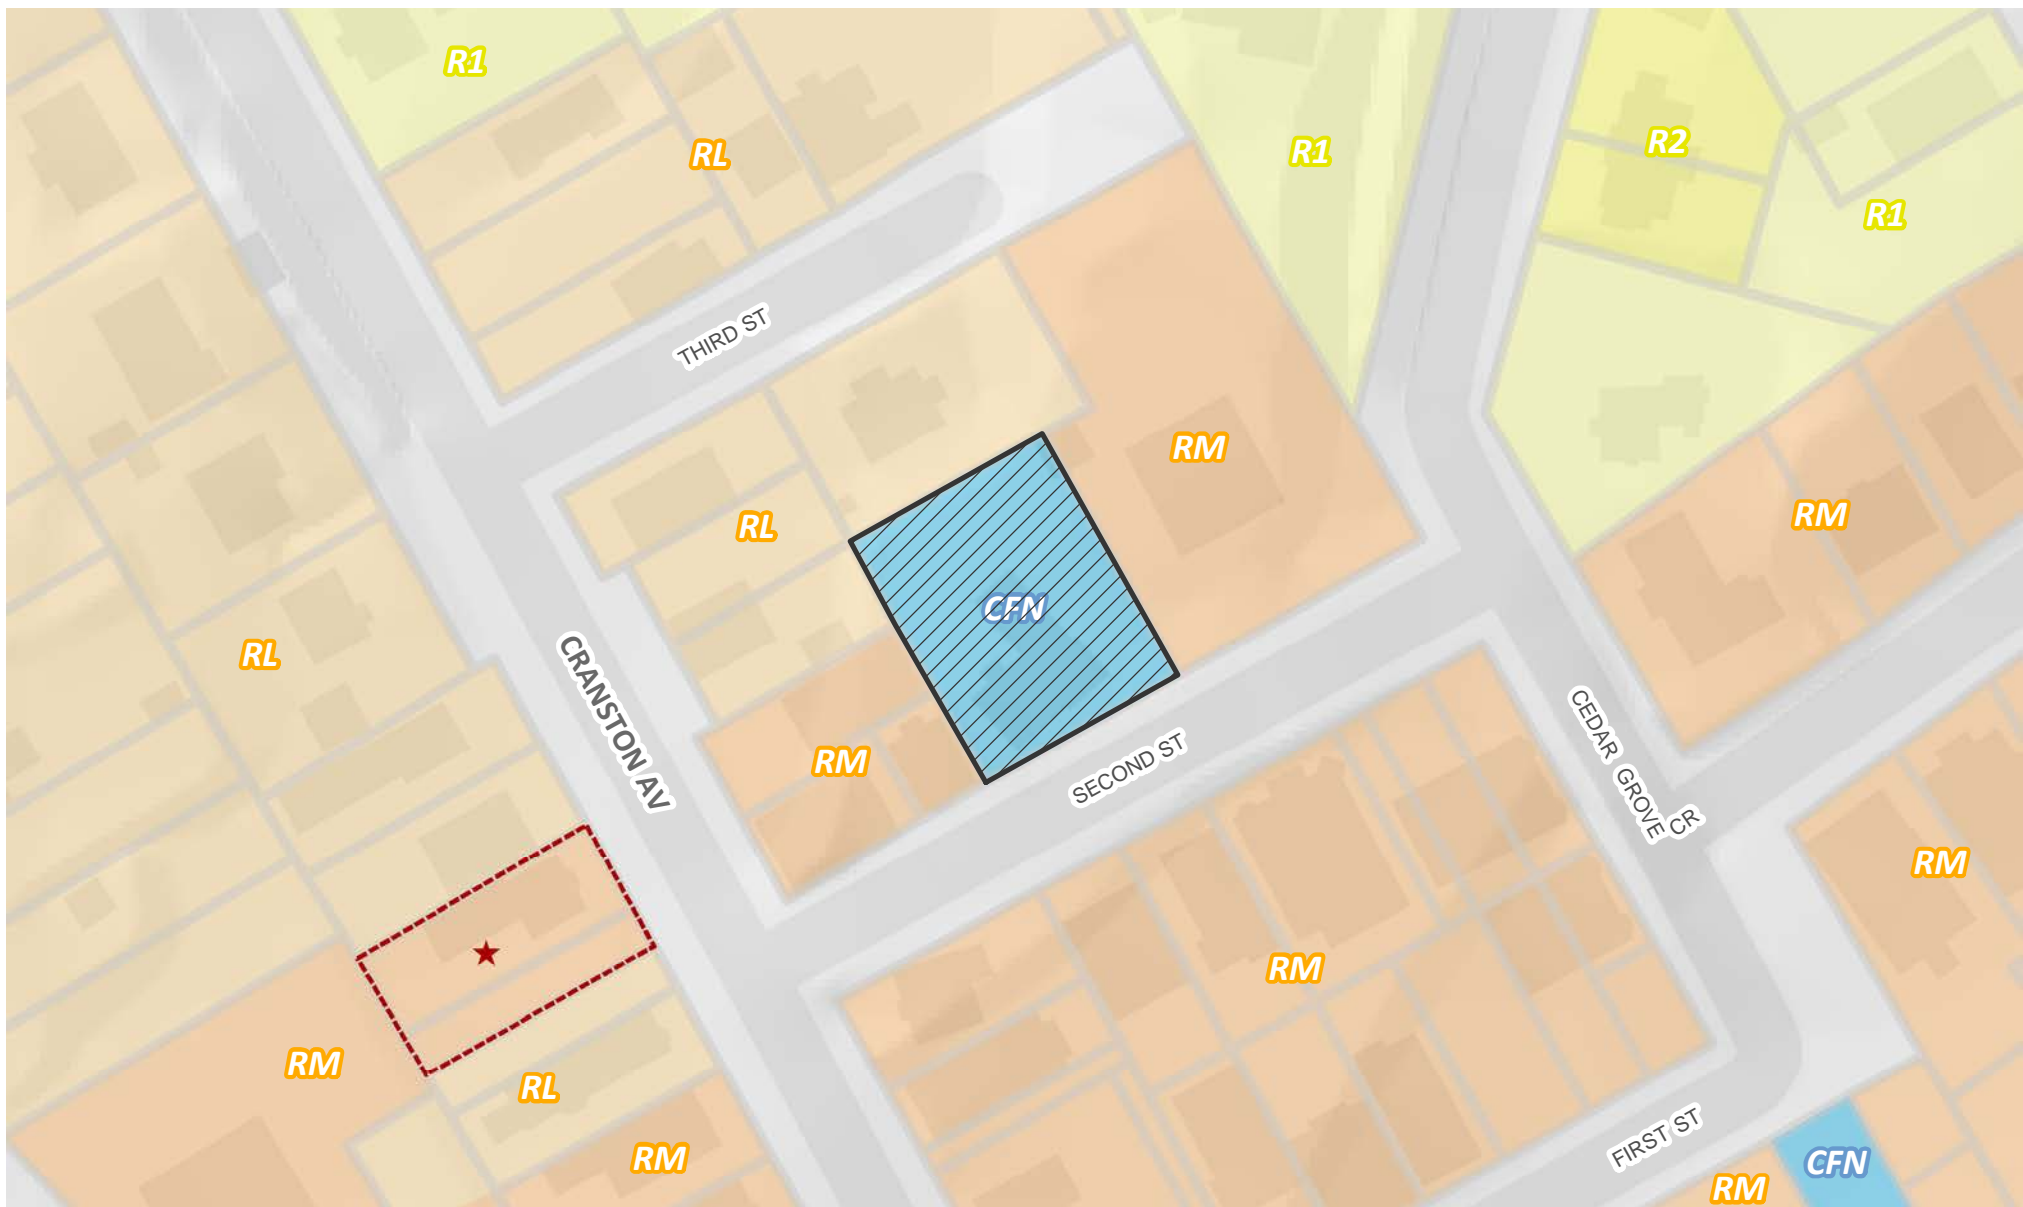 R1
R2
RL
R1
R1
THIRD ST
RM
RL
RM
CFN
RL
CRANSTON AV
RM
SECOND ST
CEDAR GROVE CR
RM
RM
RM
RL
RM
FIRST ST
CFN
RM